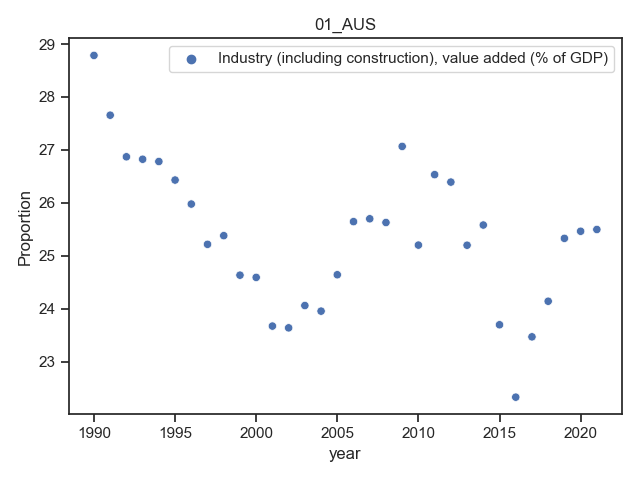 01_AUS
Industry (including construction), value added (% of GDP)
Proportion
29
28
27
26
25
24
23
1990 1995 2000 2005 2010 2015 2020
year